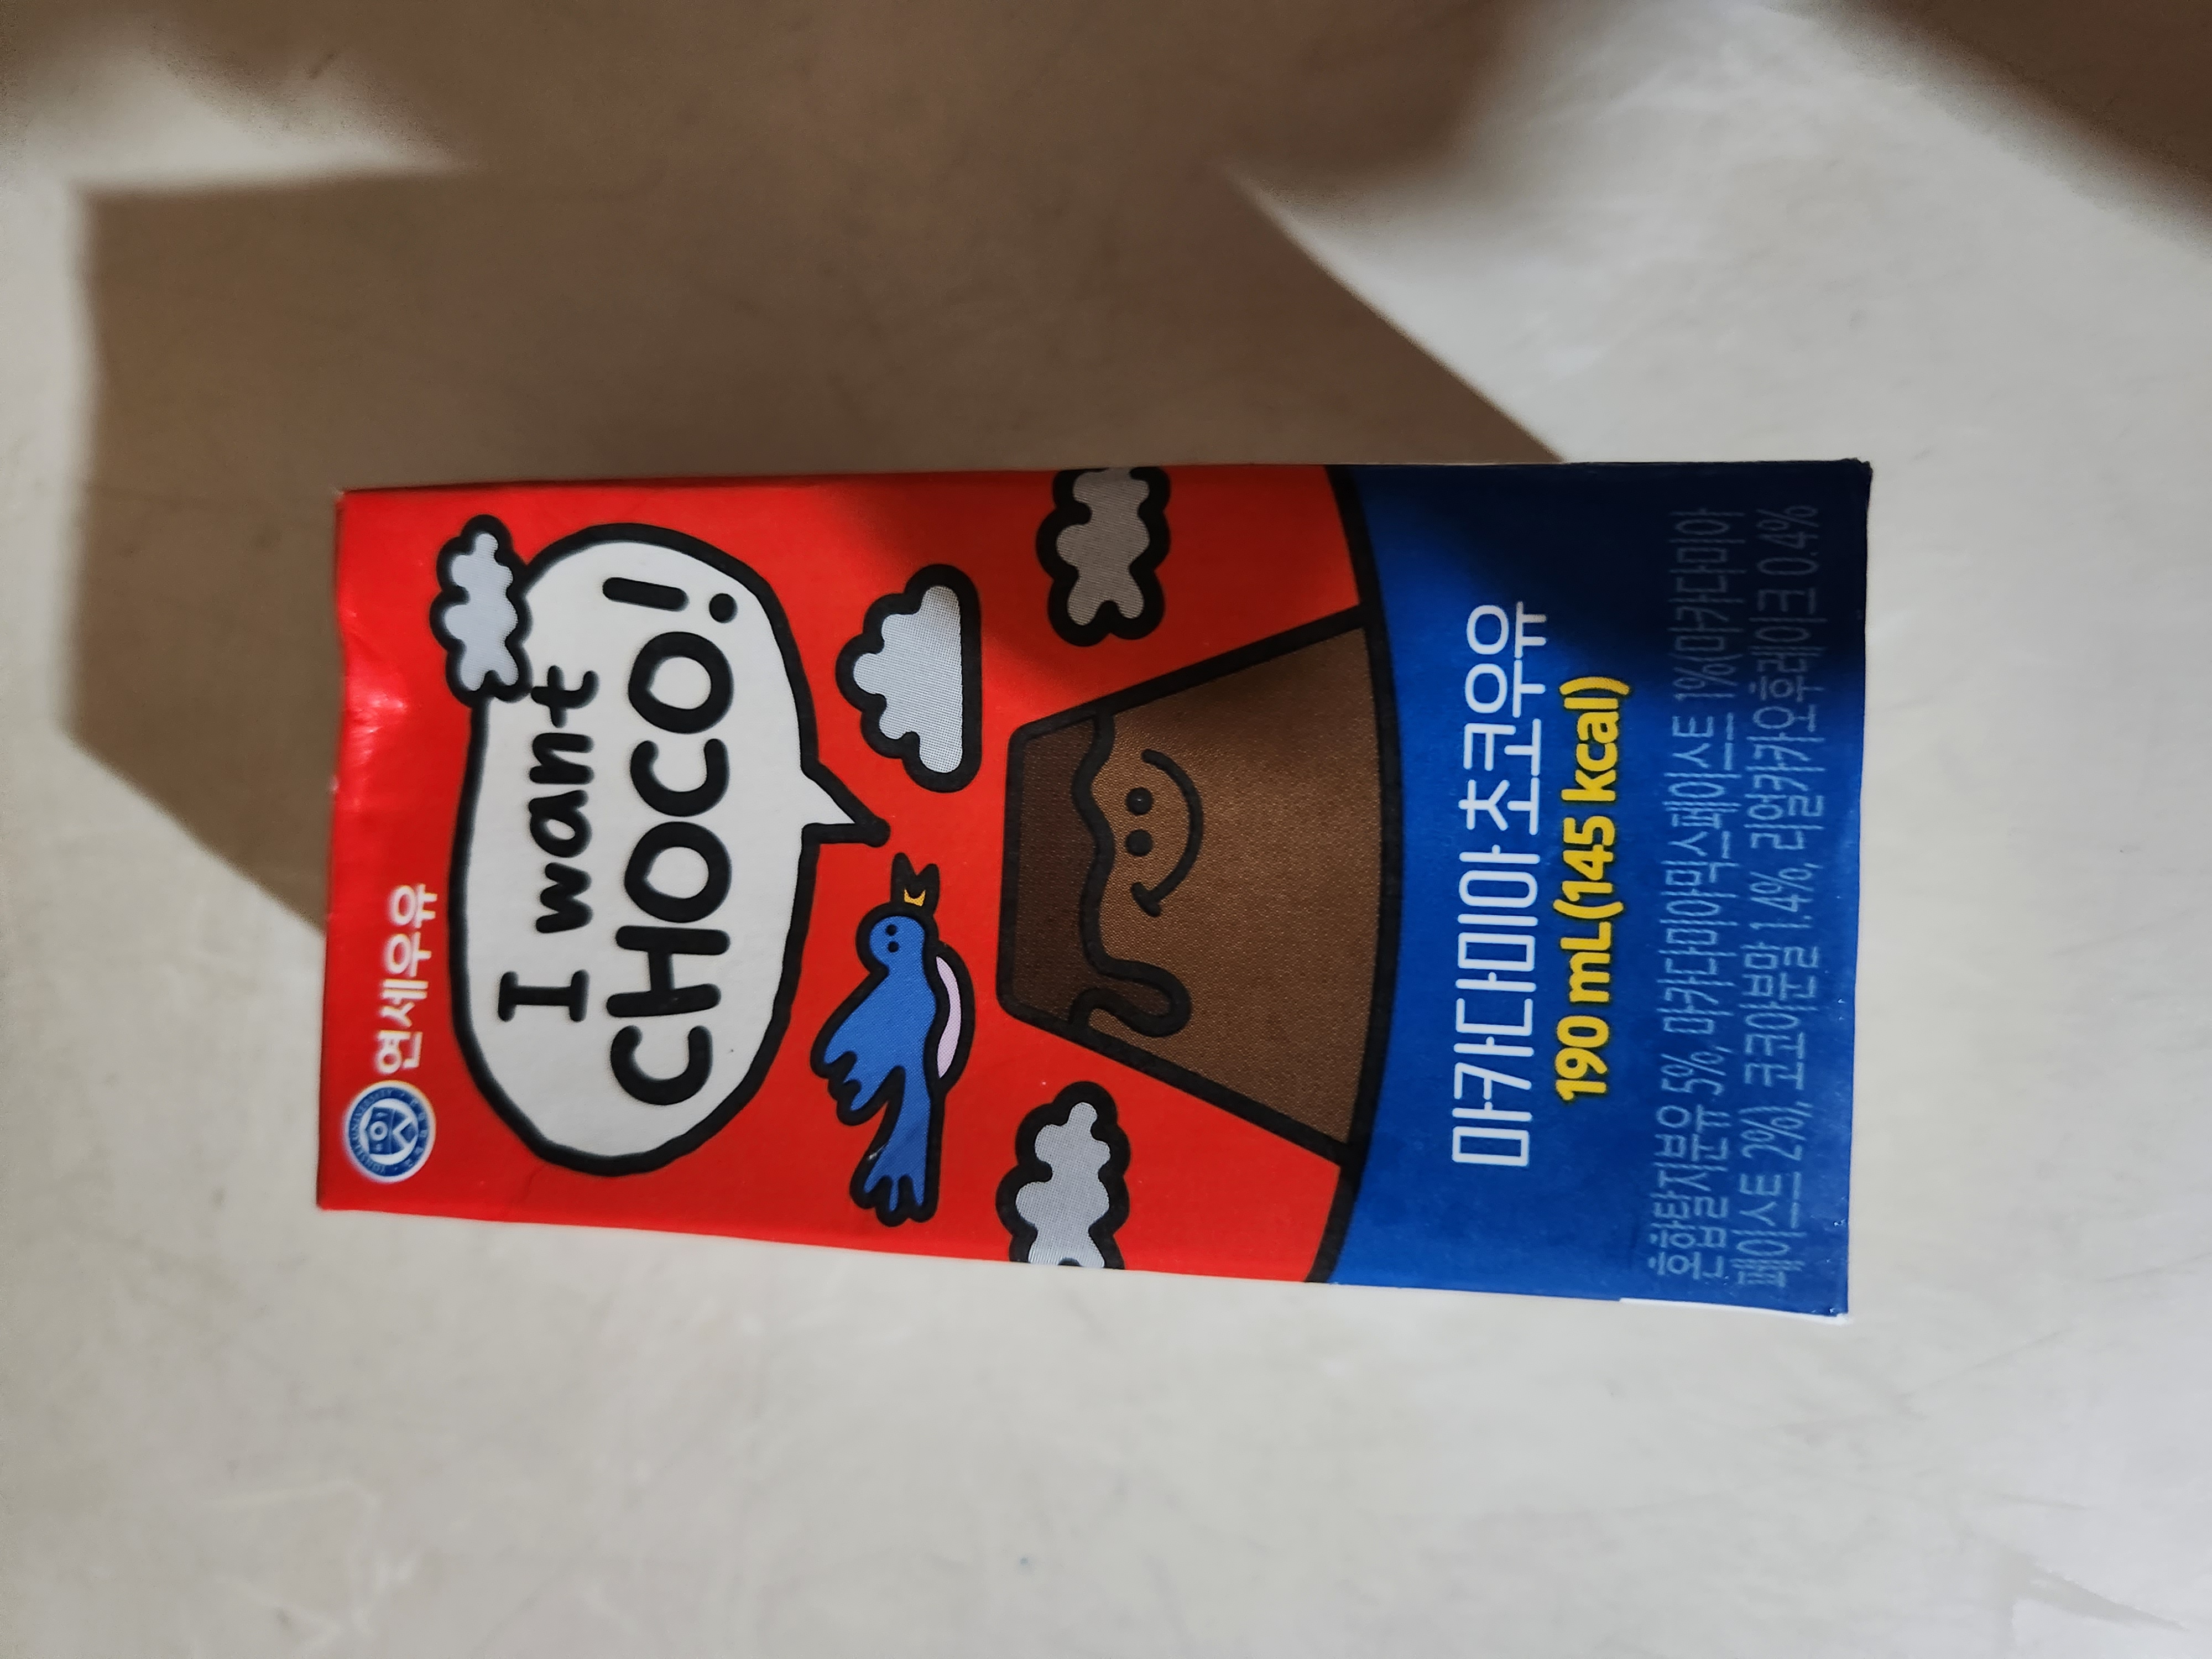 연세우유
I want
CHOCO!
마카다미아 초코우유
190 mL(145 kcal)
혼합탈지분유 5%, 마카다미아믹스페이스트 1%(마카다미아
페이스트 2%), 코코아분말 1.4%, 리얼카카오후레이크 0.4%